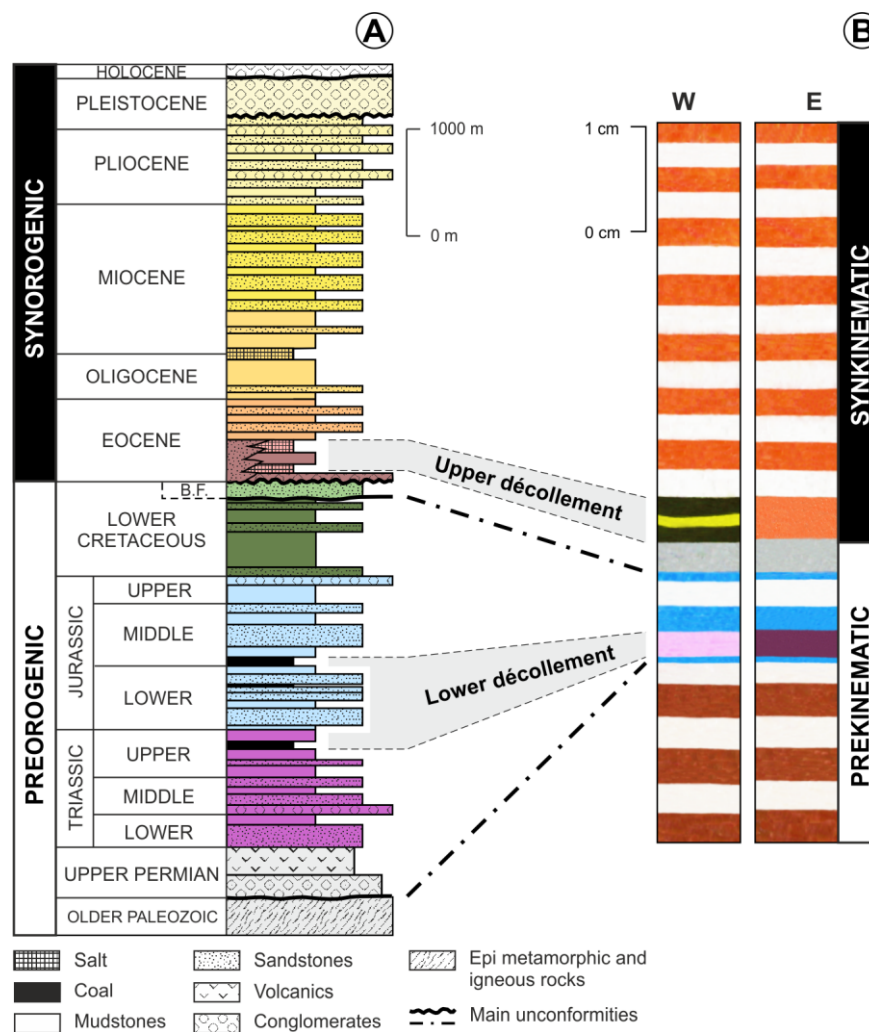 A
B
W
E
HOLOCENE
PLEISTOCENE
PLIOCENE
MIOCENE
OLIGOCENE
EOCENE
SYNOROGENIC
B.F.
LOWER
CRETACEOUS
JURASSIC
UPPER
MIDDLE
LOWER
TRIASSIC
UPPER
MIDDLE
LOWER
UPPER PERMIAN
OLDER PALEOZOIC
PREOROGENIC
1000 m
0 m
1 cm
0 cm
Upper décollement
Lower décollement
SYNKINEMATIC
PREKINEMATIC
Salt
Coal
Mudstones
Sandstones
Volcanics
Conglomerates
Epi metamorphic and
igneous rocks
Main unconformities